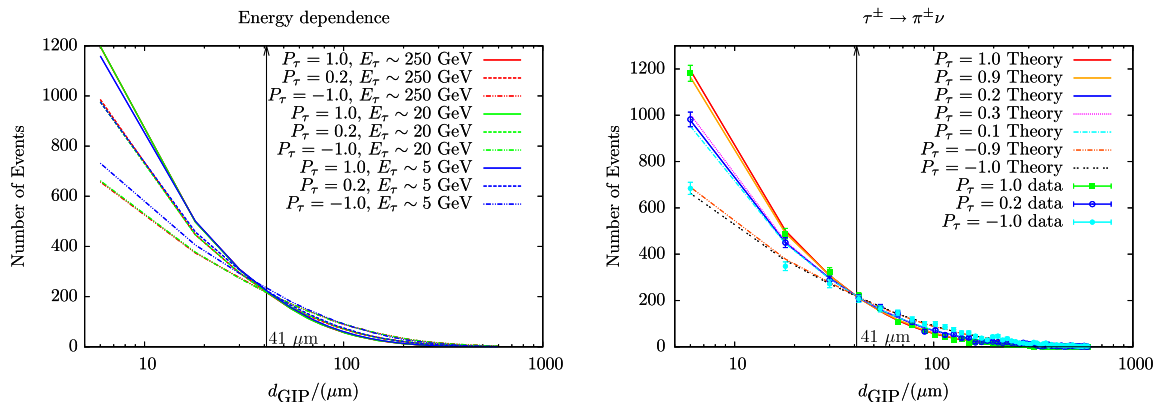 Energy dependence
1200
1000
800
600
400
200
0
Number of Events
P_τ = 1.0, E_τ ∼ 250 GeV
P_τ = 0.2, E_τ ∼ 250 GeV
P_τ = −1.0, E_τ ∼ 250 GeV
P_τ = 1.0, E_τ ∼ 20 GeV
P_τ = 0.2, E_τ ∼ 20 GeV
P_τ = −1.0, E_τ ∼ 20 GeV
P_τ = 1.0, E_τ ∼ 5 GeV
P_τ = 0.2, E_τ ∼ 5 GeV
P_τ = −1.0, E_τ ∼ 5 GeV
41 μm
10 100 1000
d_GIP/(μm)
τ^± → π^± ν
1200
1000
800
600
400
200
0
Number of Events
P_τ = 1.0 Theory
P_τ = 0.9 Theory
P_τ = 0.2 Theory
P_τ = 0.3 Theory
P_τ = 0.1 Theory
P_τ = −0.9 Theory
P_τ = −1.0 Theory
P_τ = 1.0 data
P_τ = 0.2 data
P_τ = −1.0 data
41 μm
10 100 1000
d_GIP/(μm)